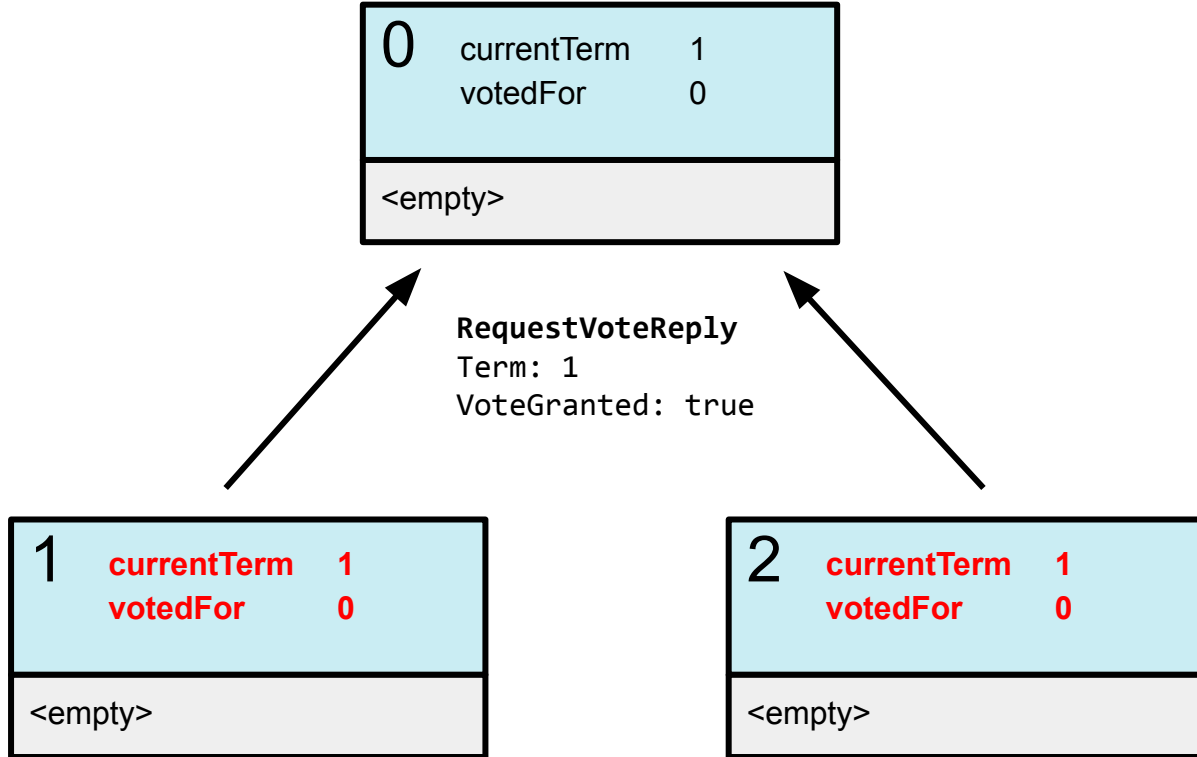 0
currentTerm 1
votedFor 0
<empty>
RequestVoteReply
Term: 1
VoteGranted: true
1
currentTerm 1
votedFor 0
<empty>
2
currentTerm 1
votedFor 0
<empty>